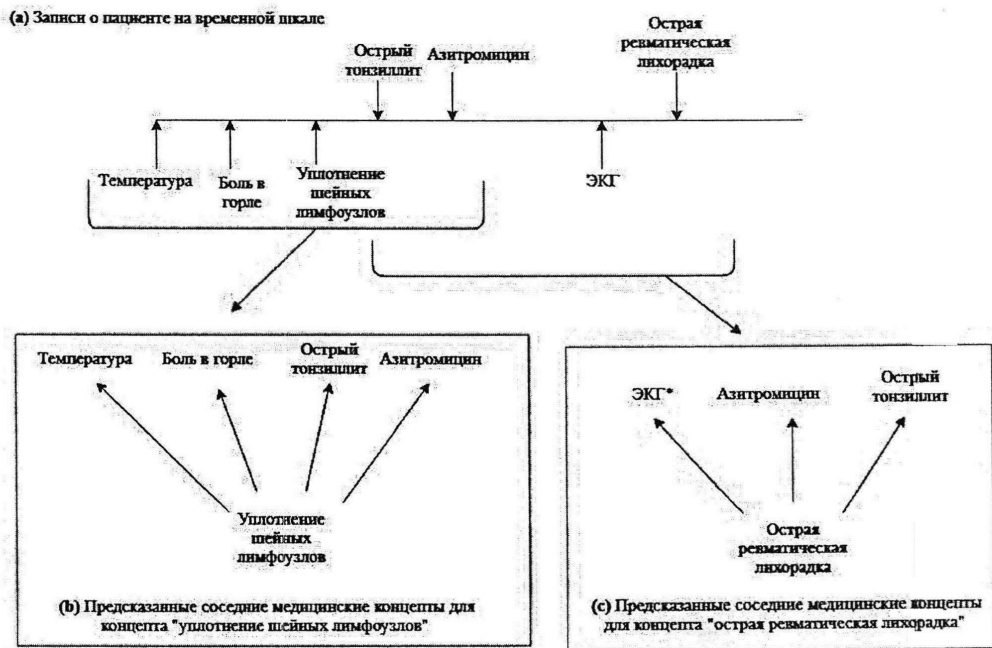 (a) Записи о пациенте на временной шкале
Острый
тонзиллит
Азитромицин
Острая
ревматическая
лихорадка
Температура
Боль в
горле
Уплотнение
шейных
лимфоузлов
ЭКГ
Температура
Боль в горле
Острый
тонзиллит
Азитромицин
Уплотнение
шейных
лимфоузлов
(b) Предсказанные соседние медицинские концепты для
концепта "уплотнение шейных лимфоузлов"
ЭКГ*
Азитромицин
Острый
тонзиллит
Острая
ревматическая
лихорадка
(c) Предсказанные соседние медицинские концепты
для концепта "острая ревматическая лихорадка"